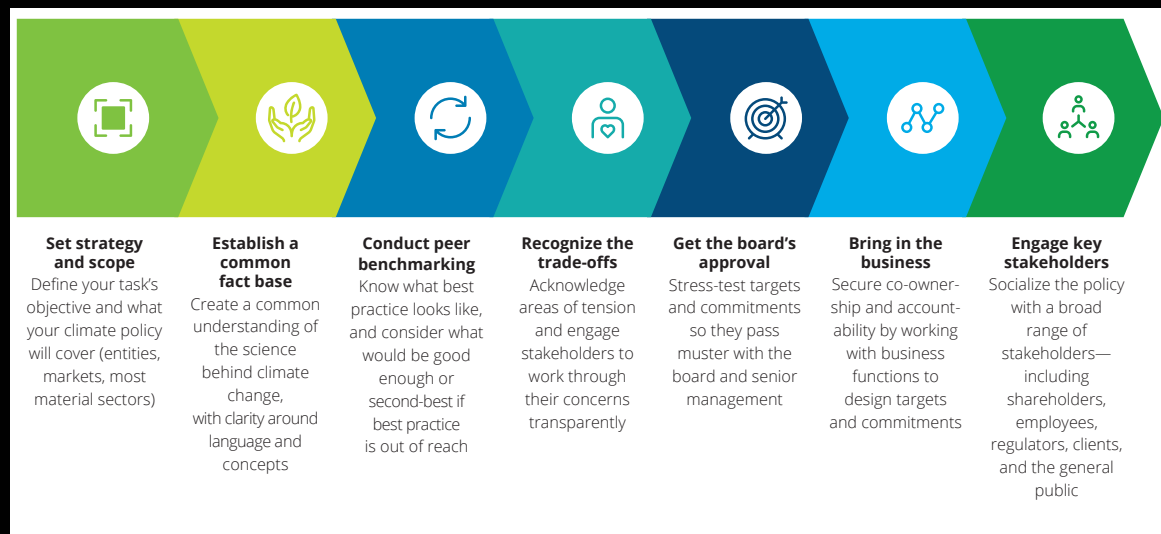 Set strategy
and scope
Define your task’s
objective and what
your climate policy
will cover (entities,
markets, most
material sectors)
Establish a
common
fact base
Create a common
understanding of
the science
behind climate
change,
with clarity around
language and
concepts
Conduct peer
benchmarking
Know what best
practice looks like,
and consider what
would be good
enough or
second-best if
best practice
is out of reach
Recognize the
trade-offs
Acknowledge
areas of tension
and engage
stakeholders to
work through
their concerns
transparently
Get the board’s
approval
Stress-test targets
and commitments
so they pass
muster with the
board and senior
management
Bring in the
business
Secure co-owner-
ship and account-
ability by working
with business
functions to
design targets
and commitments
Engage key
stakeholders
Socialize the policy
with a broad
range of
stakeholders—
including
shareholders,
employees,
regulators, clients,
and the general
public